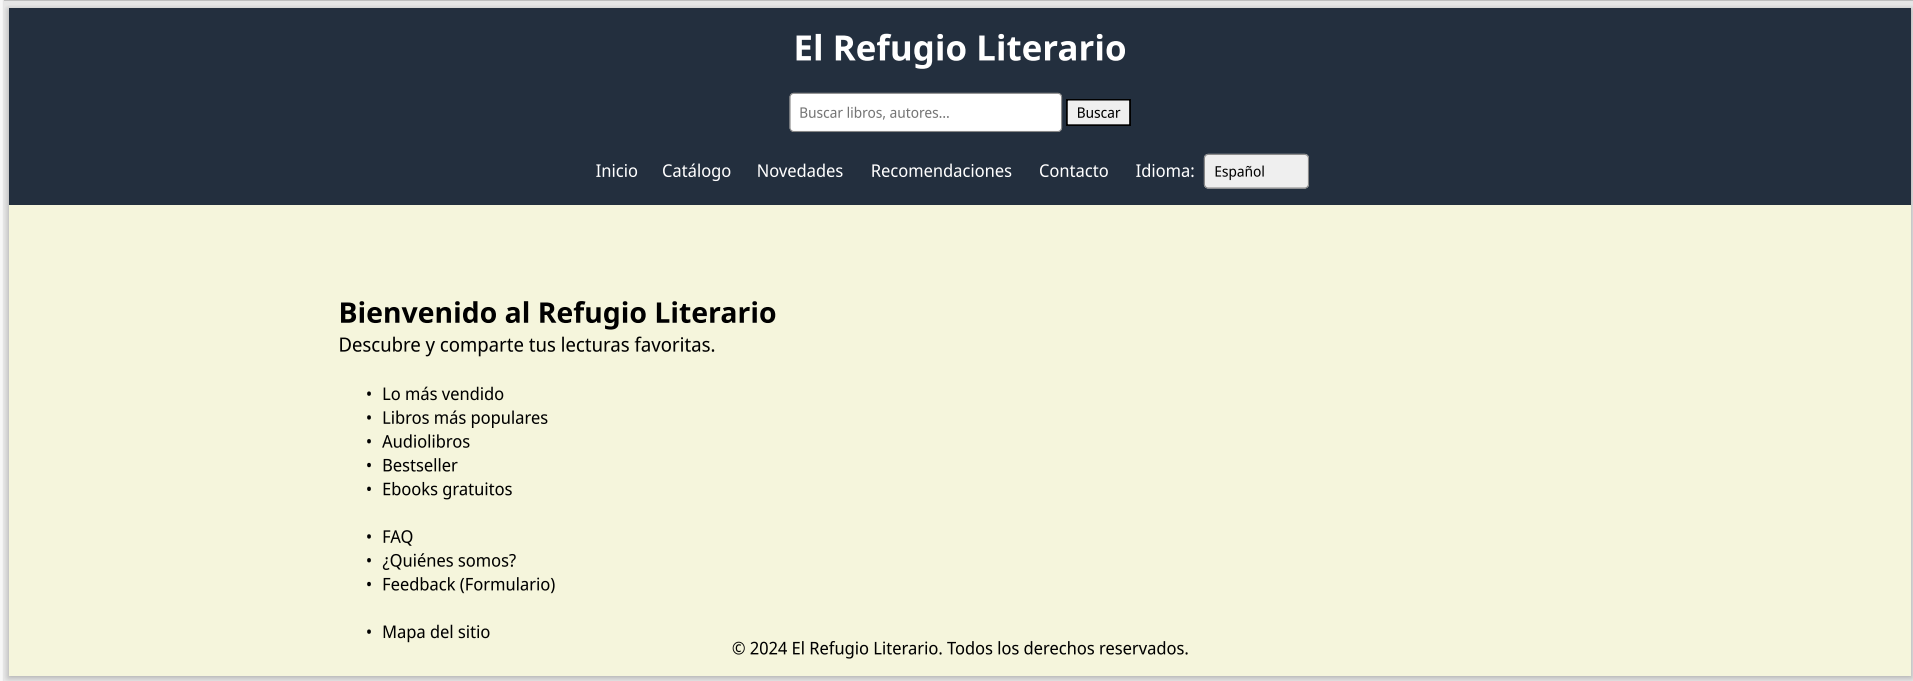 El Refugio Literario
Buscar libros, autores...
Buscar
Inicio Catálogo Novedades Recomendaciones Contacto Idioma: Español
Bienvenido al Refugio Literario
Descubre y comparte tus lecturas favoritas.
• Lo más vendido
• Libros más populares
• Audiolibros
• Bestseller
• Ebooks gratuitos
• FAQ
• ¿Quiénes somos?
• Feedback (Formulario)
• Mapa del sitio
© 2024 El Refugio Literario. Todos los derechos reservados.